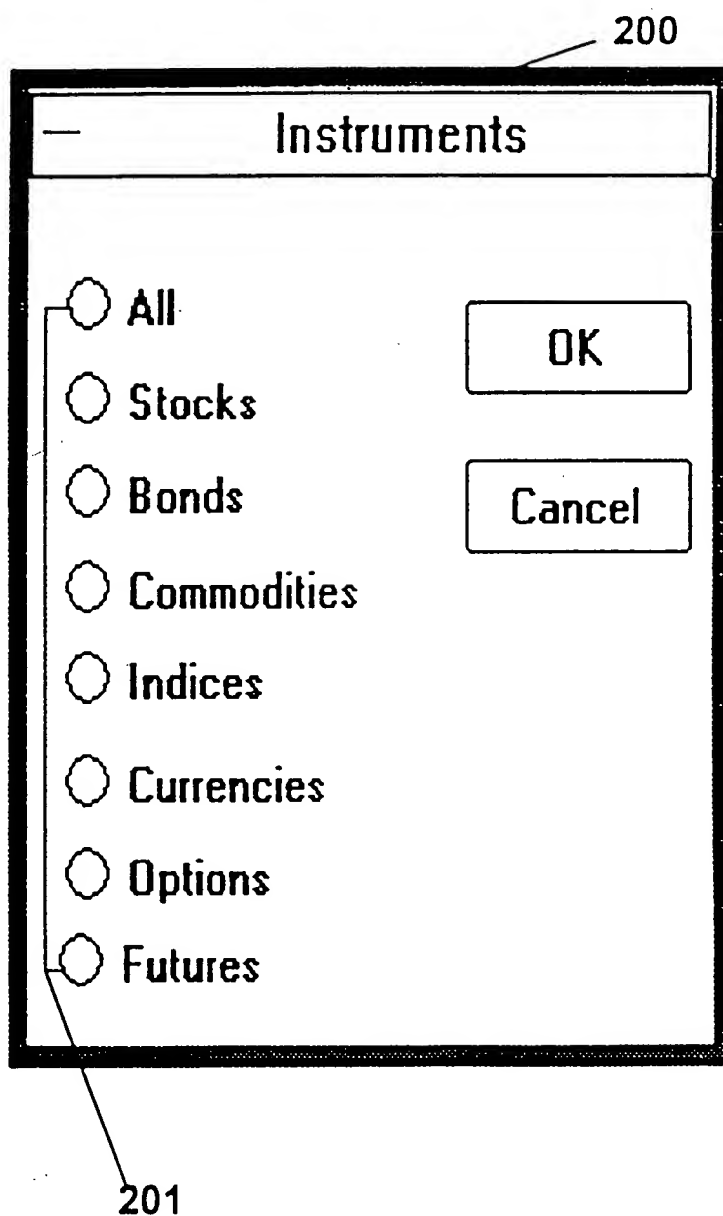 200
Instruments
All
OK
Stocks
Bonds
Cancel
Commodities
Indices
Currencies
Options
Futures
201